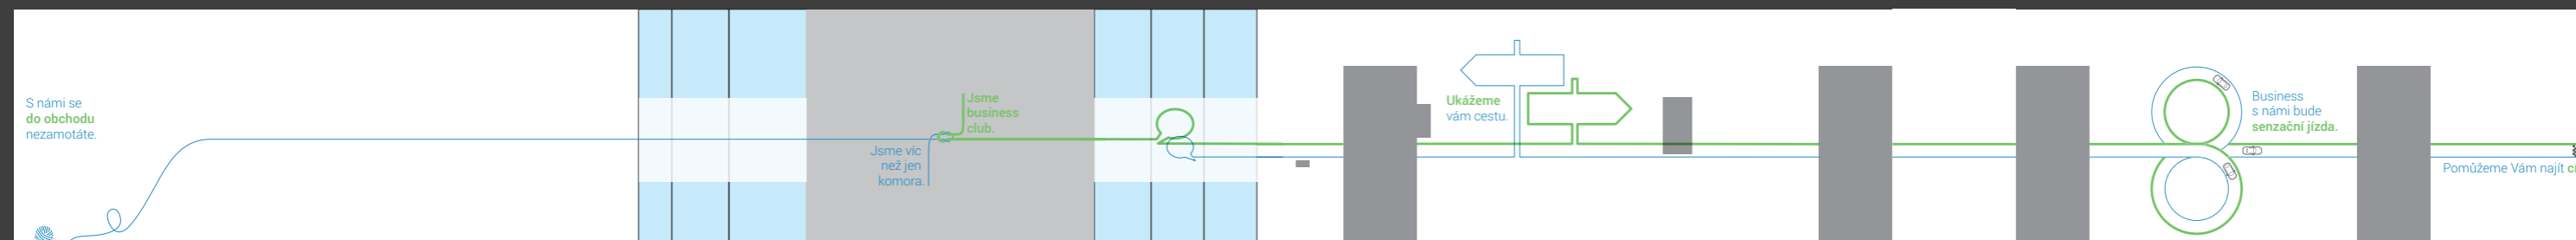 S námi se
do obchodu
nezamotáte.
Jsme
business
club.
Jsme víc
než jen
komora.
Ukážeme
vám cestu.
Business
s námi bude
senzační jízda.
Pomůžeme Vám najít